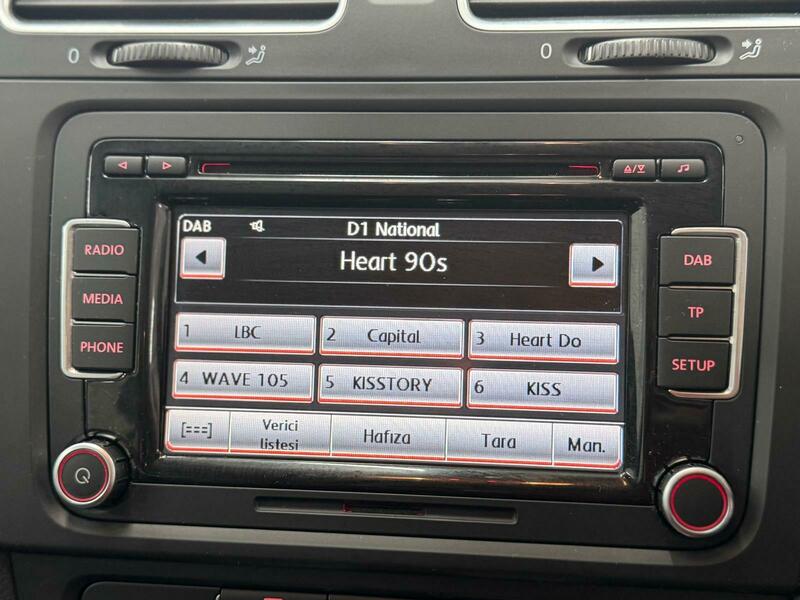 0
0
DAB
D1 National
Heart 90s
RADIO
MEDIA
PHONE
DAB
TP
SETUP
1 LBC
2 Capital
3 Heart Do
4 WAVE 105
5 KISSTORY
6 KISS
[===]
Verici
listesi
Hafıza
Tara
Man.